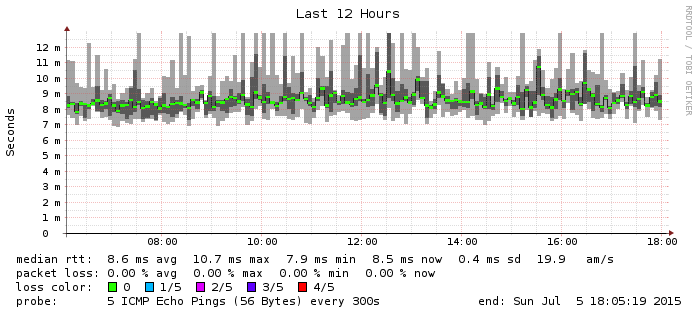 Last 12 Hours
RRDTOOL / TOBI OETIKER
Seconds
12 m
11 m
10 m
9 m
8 m
7 m
6 m
5 m
4 m
3 m
2 m
1 m
0
08:00 10:00 12:00 14:00 16:00 18:00
median rtt: 8.6 ms avg 10.7 ms max 7.9 ms min 8.5 ms now 0.4 ms sd 19.9 am/s
packet loss: 0.00 % avg 0.00 % max 0.00 % min 0.00 % now
loss color: 0 1/5 2/5 3/5 4/5
probe: 5 ICMP Echo Pings (56 Bytes) every 300s end: Sun Jul 5 18:05:19 2015